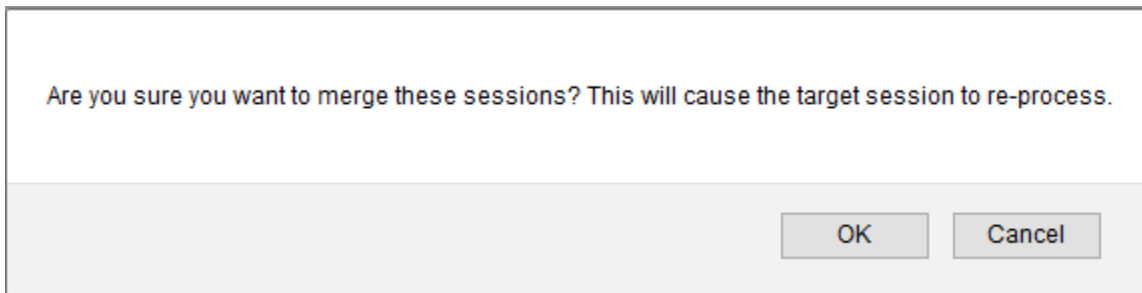 Are you sure you want to merge these sessions? This will cause the target session to re-process.
OK
Cancel